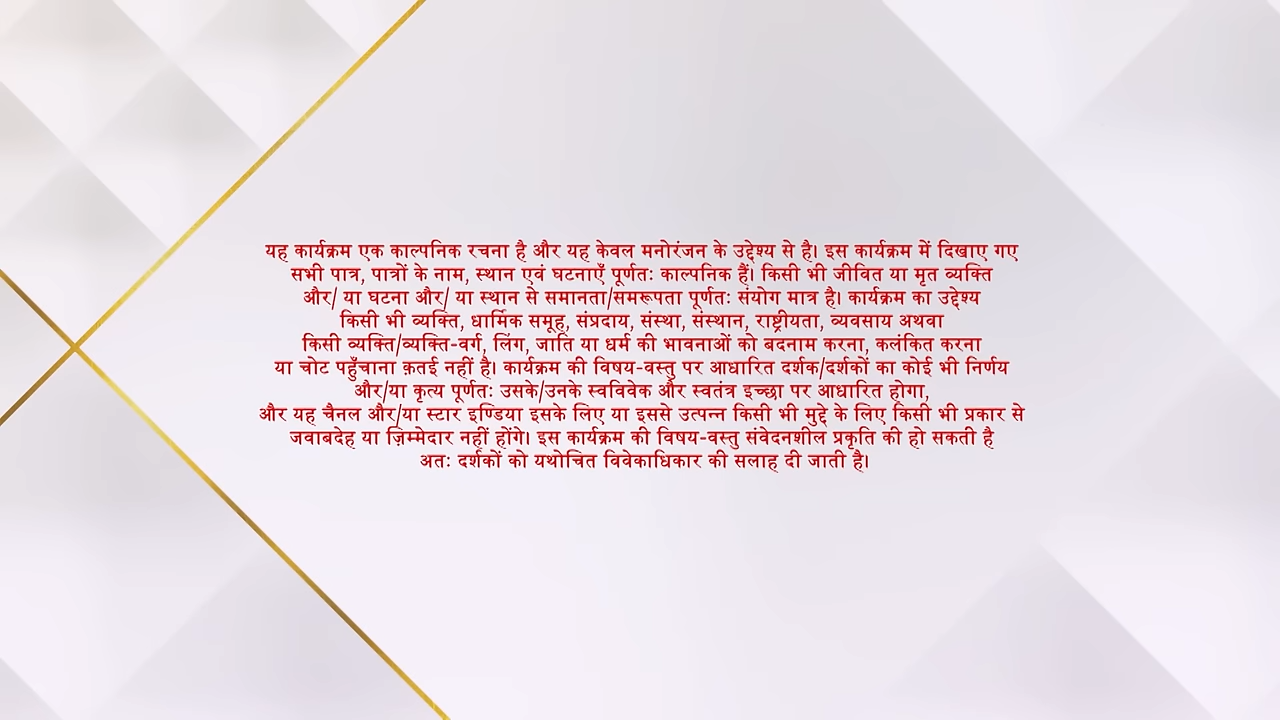 यह कार्यक्रम एक काल्पनिक रचना है और यह केवल मनोरंजन के उद्देश्य से है। इस कार्यक्रम में दिखाए गए
सभी पात्र, पात्रों के नाम, स्थान एवं घटनाएँ पूर्णतः काल्पनिक हैं। किसी भी जीवित या मृत व्यक्ति
और/ या घटना और/ या स्थान से समानता/समरूपता पूर्णतः संयोग मात्र है। कार्यक्रम का उद्देश्य
किसी भी व्यक्ति, धार्मिक समूह, संप्रदाय, संस्था, संस्थान, राष्ट्रीयता, व्यवसाय अथवा
किसी व्यक्ति/व्यक्ति-वर्ग, लिंग, जाति या धर्म की भावनाओं को बदनाम करना, कलंकित करना
या चोट पहुँचाना क़तई नहीं है। कार्यक्रम की विषय-वस्तु पर आधारित दर्शक/दर्शकों का कोई भी निर्णय
और/या कृत्य पूर्णतः उसके/उनके स्वविवेक और स्वतंत्र इच्छा पर आधारित होगा,
और यह चैनल और/या स्टार इण्डिया इसके लिए या इससे उत्पन्न किसी भी मुद्दे के लिए किसी भी प्रकार से
जवाबदेह या ज़िम्मेदार नहीं होंगे। इस कार्यक्रम की विषय-वस्तु संवेदनशील प्रकृति की हो सकती है
अतः दर्शकों को यथोचित विवेकाधिकार की सलाह दी जाती है।